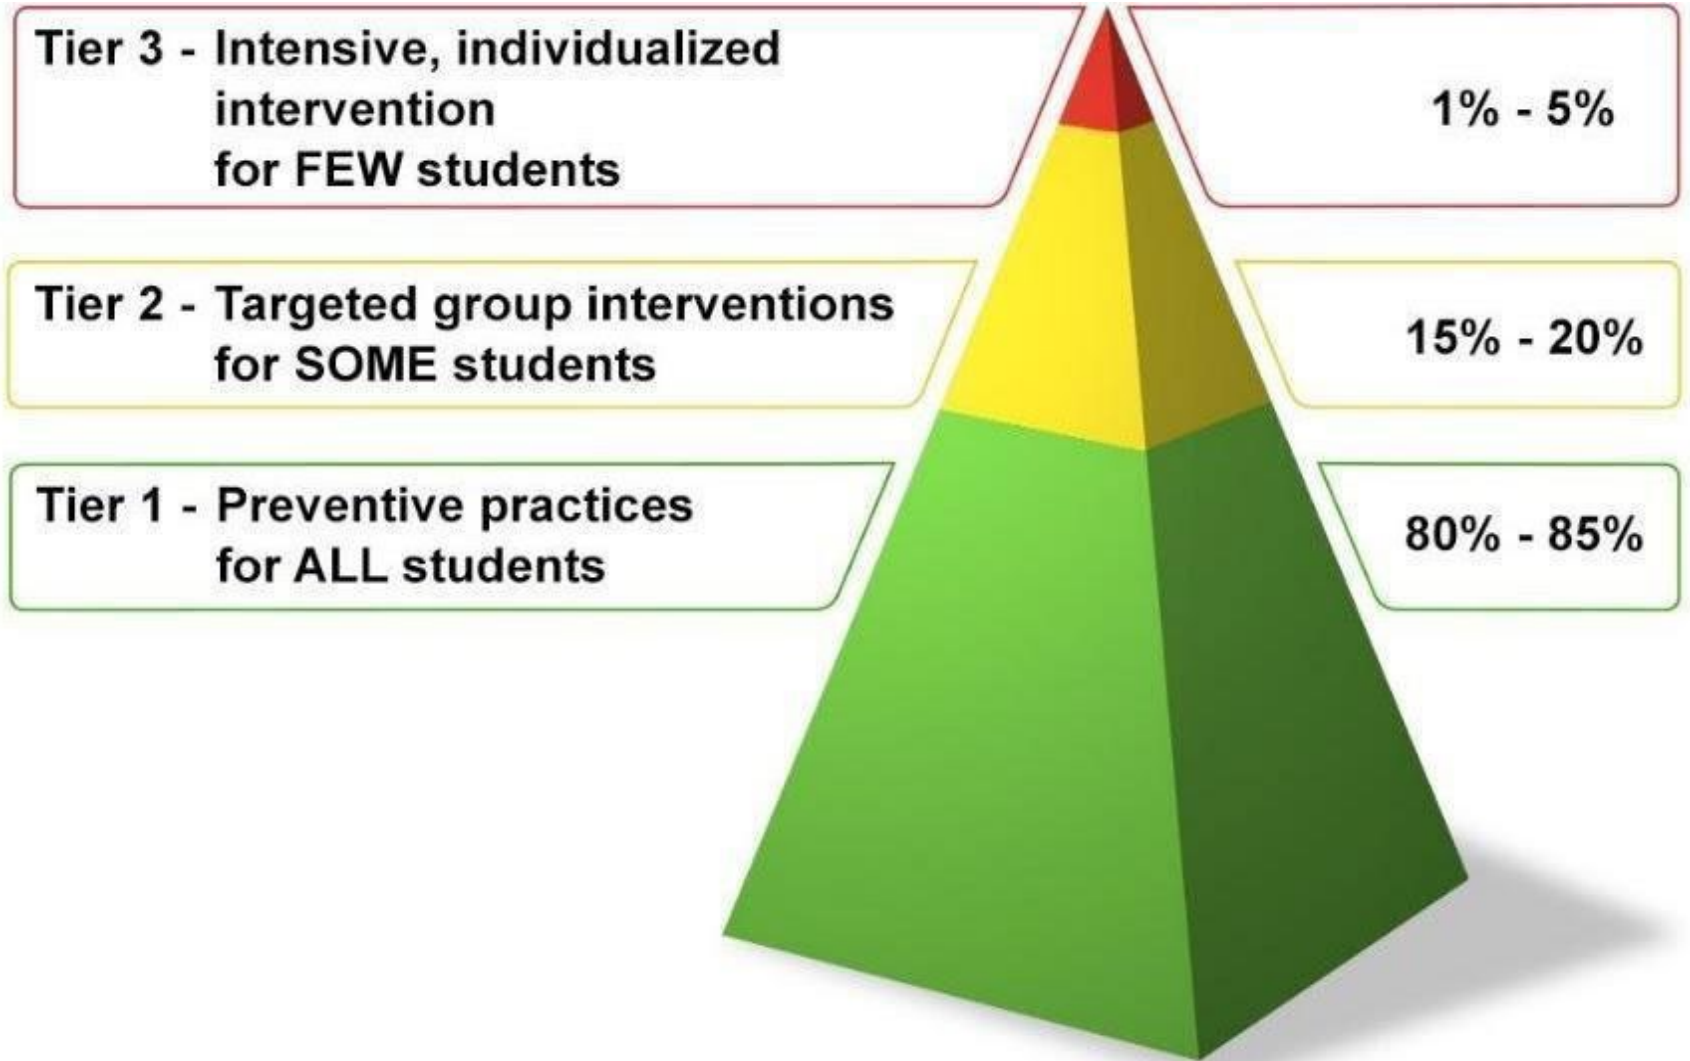 Tier 3 - Intensive, individualized
intervention
for FEW students
1% - 5%
Tier 2 - Targeted group interventions
for SOME students
15% - 20%
Tier 1 - Preventive practices
for ALL students
80% - 85%